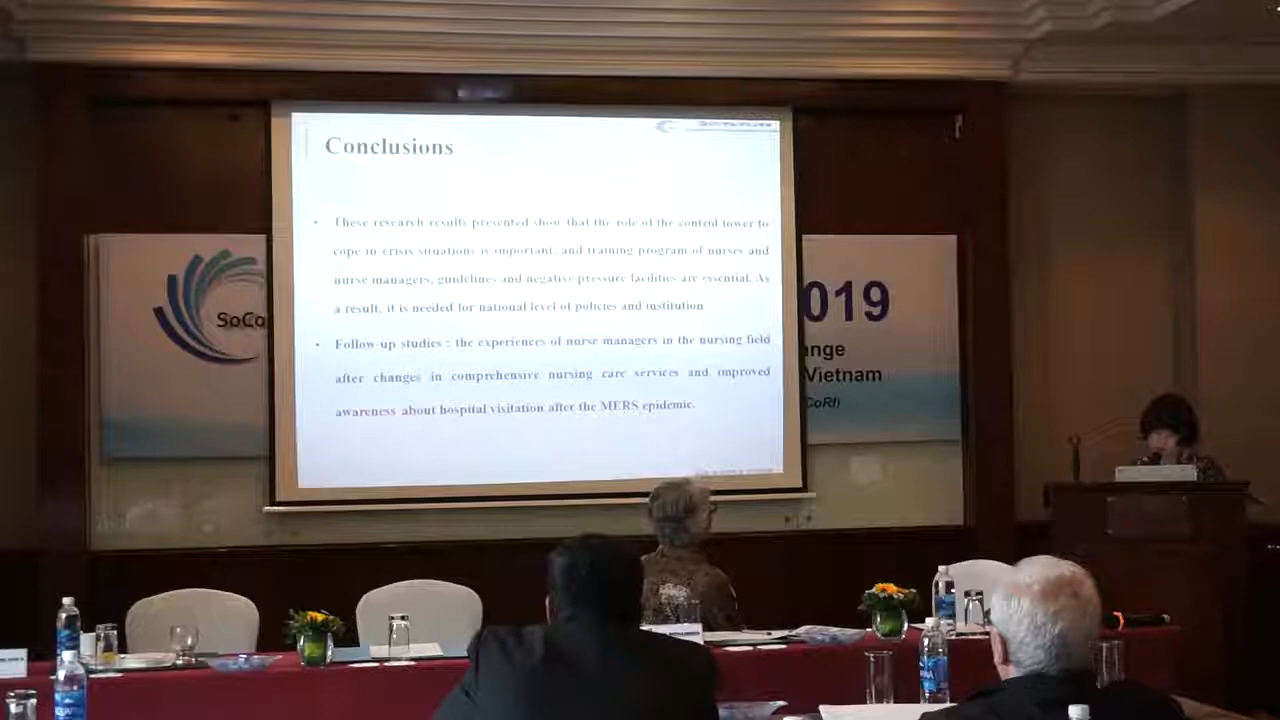 Conclusions
• These research results presented show that the role of the control tower to
cope in crisis situations is important, and training program of nurses and
nurse managers, guidelines and negative pressure facilities are essential. As
a result, it is needed for national level of policies and institution
• Follow-up studies : the experiences of nurse managers in the nursing field
after changes in comprehensive nursing care services and improved
awareness about hospital visitation after the MERS epidemic.
SoCo
019
ange
Vietnam
CoRI)